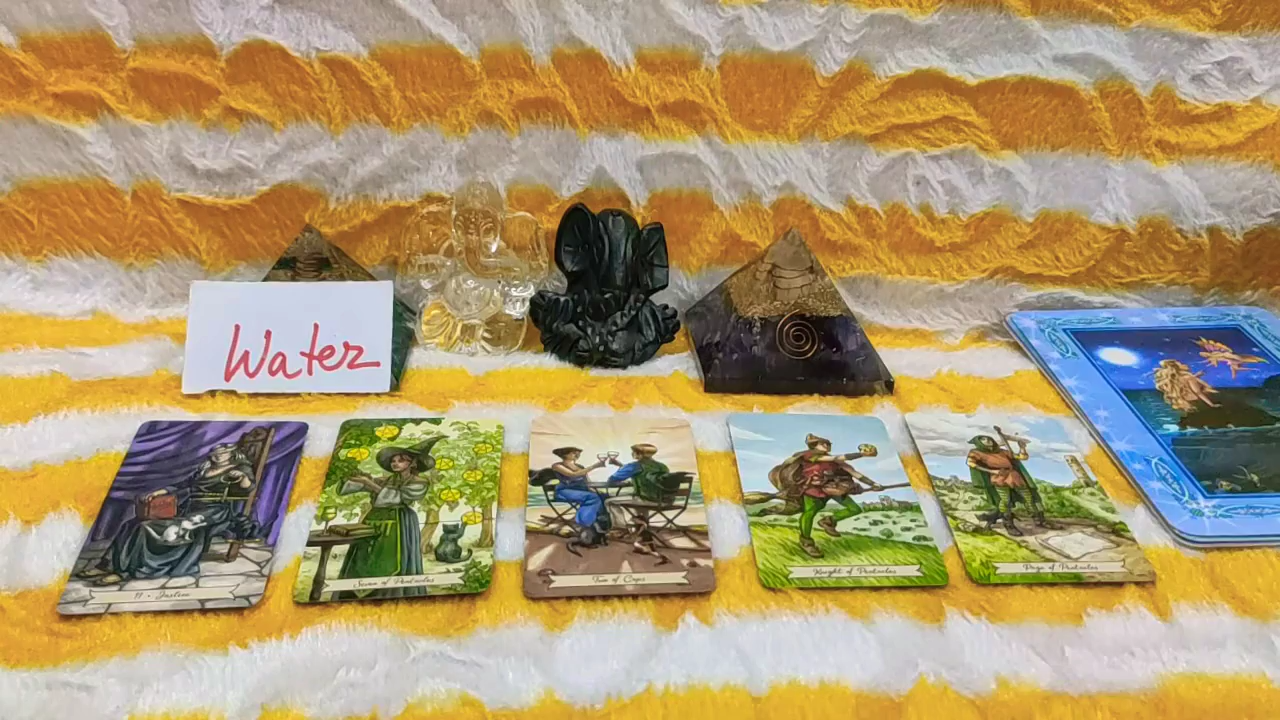 Water
11 • Justice
Seven of Pentacles
Two of Cups
Knight of Pentacles
Page of Pentacles